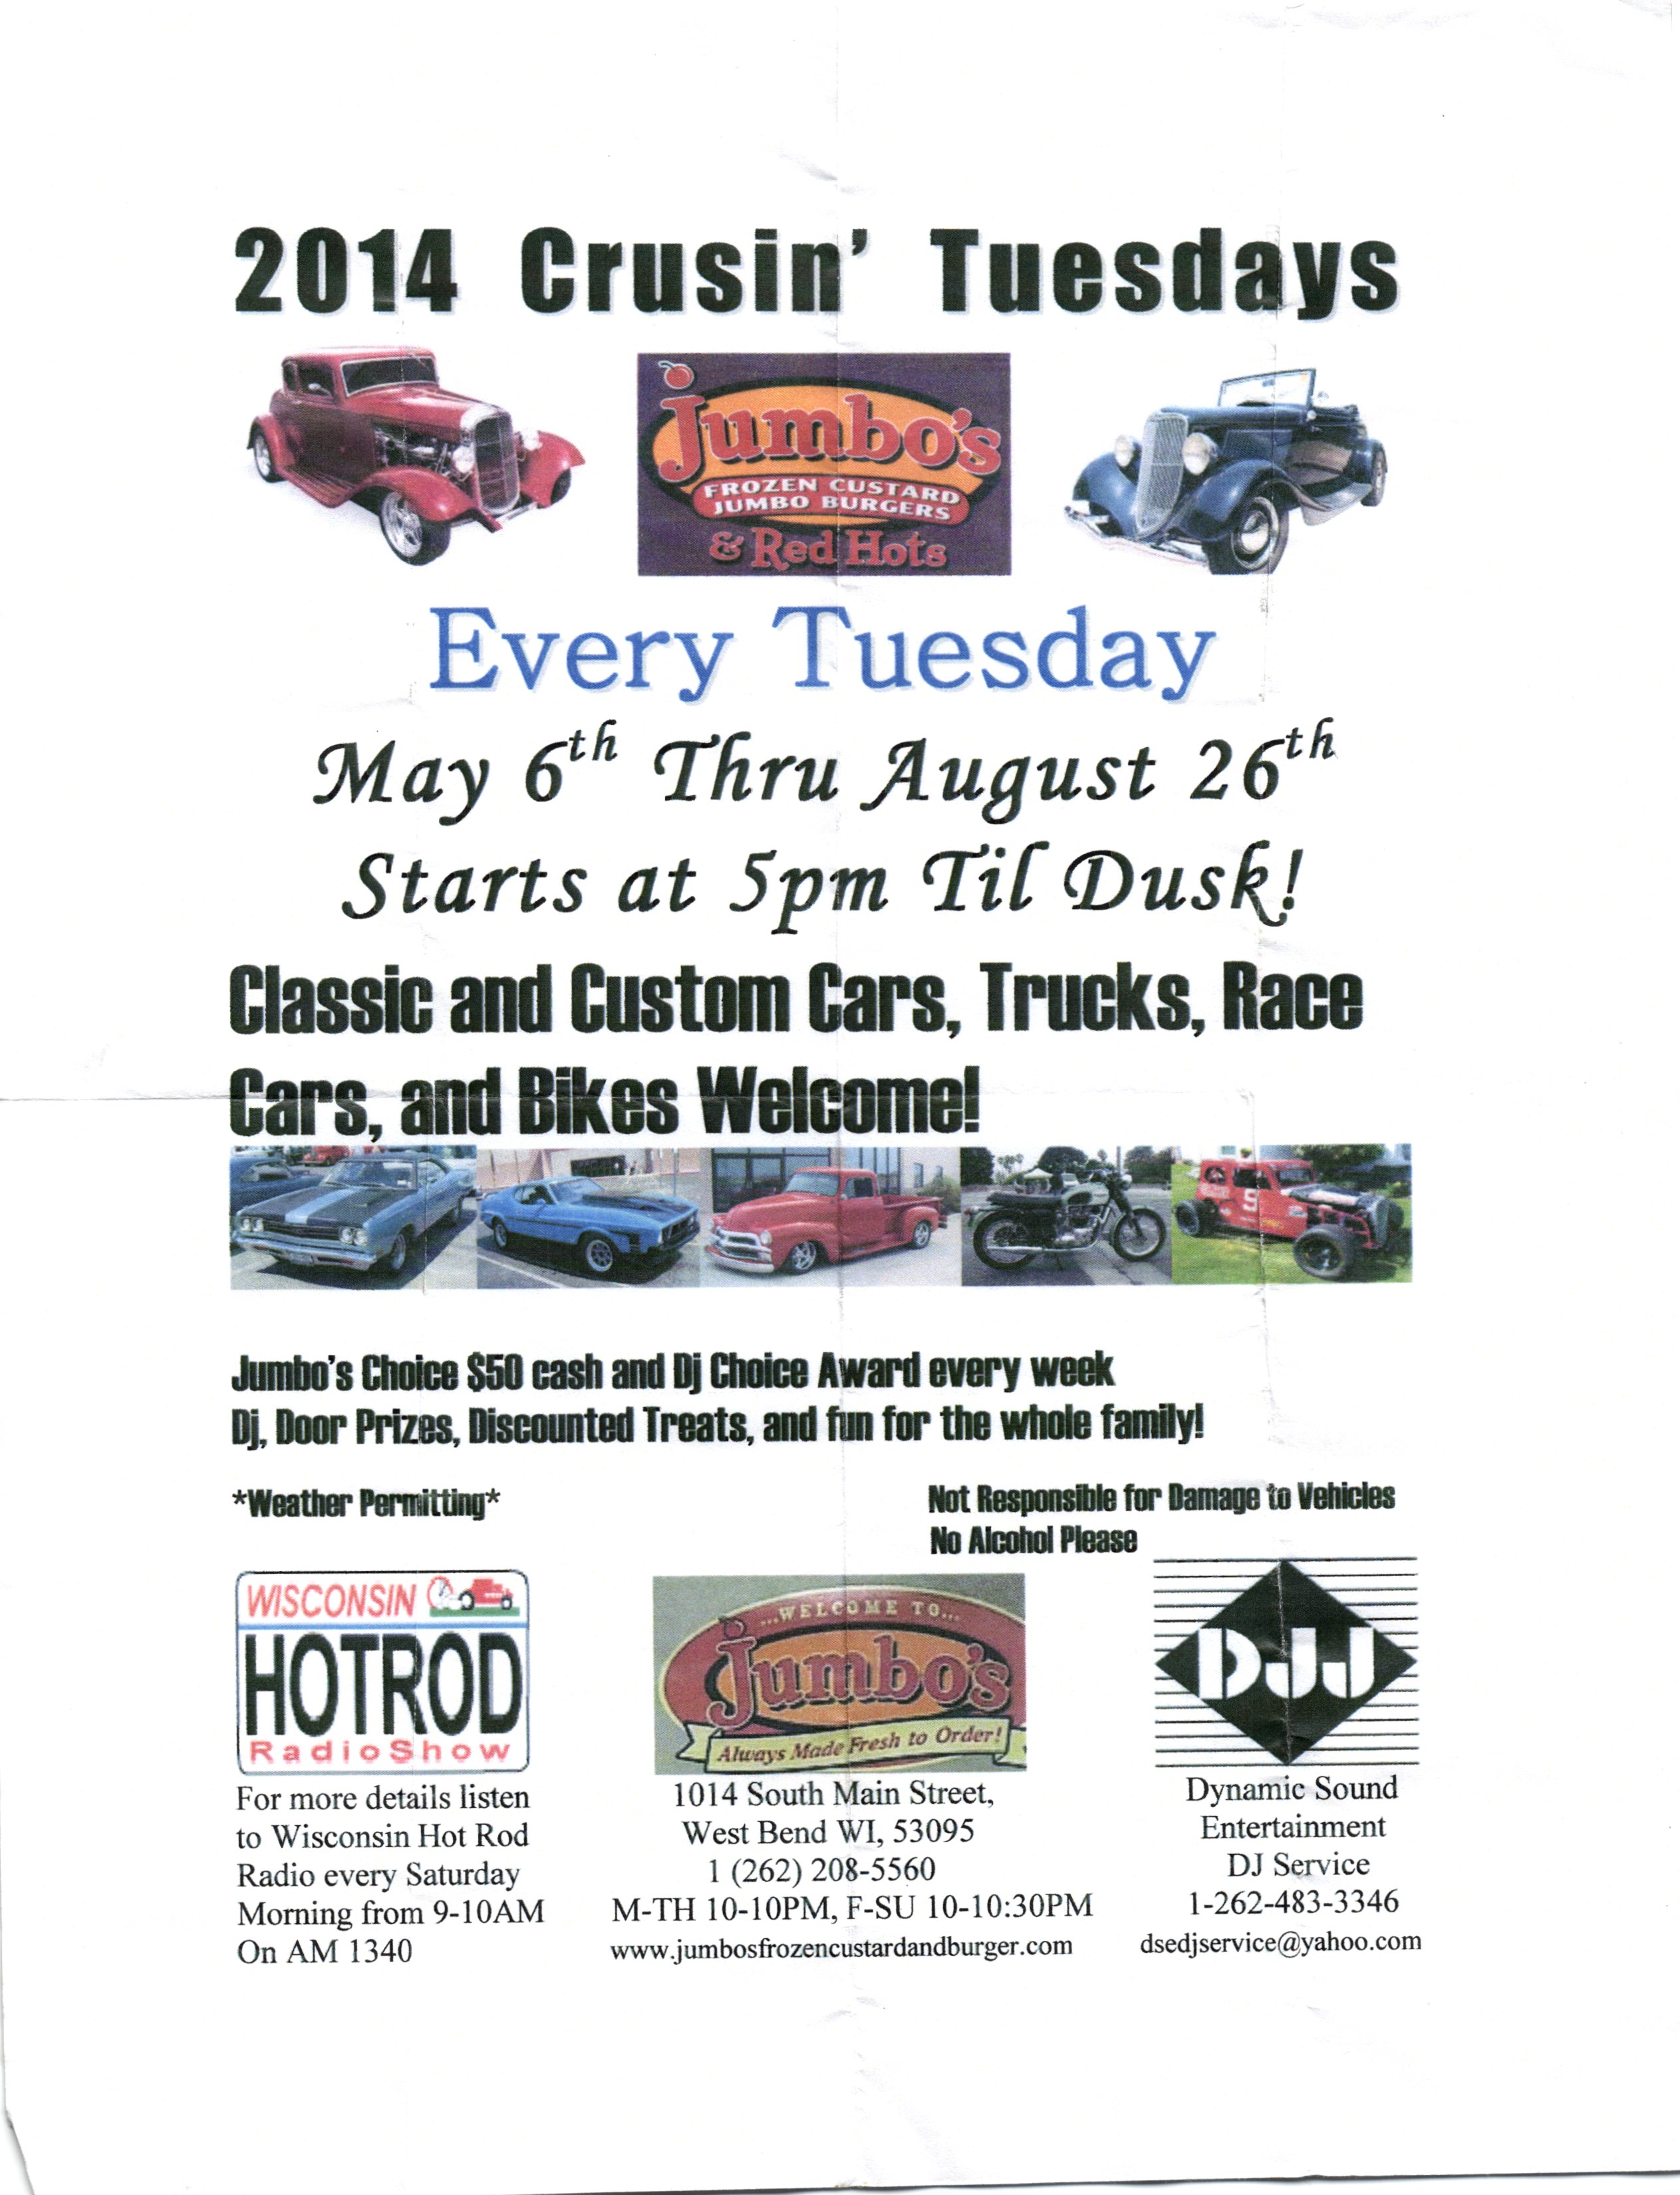 2014 Crusin' Tuesdays
Jumbo's
FROZEN CUSTARD
JUMBO BURGERS
& Red Hots
Every Tuesday
May 6th Thru August 26th
Starts at 5pm Til Dusk!
Classic and Custom Cars, Trucks, Race
Cars, and Bikes Welcome!
9
Jumbo's Choice $50 cash and Dj Choice Award every week
Dj, Door Prizes, Discounted Treats, and fun for the whole family!
*Weather Permitting*
Not Responsible for Damage to Vehicles
No Alcohol Please
WISCONSIN
HOTROD
RadioShow
For more details listen
to Wisconsin Hot Rod
Radio every Saturday
Morning from 9-10AM
On AM 1340
...WELCOME TO...
Jumbo's
Always Made Fresh to Order!
1014 South Main Street,
West Bend WI, 53095
1 (262) 208-5560
M-TH 10-10PM, F-SU 10-10:30PM
www.jumbosfrozencustardandburger.com
DJJ
Dynamic Sound
Entertainment
DJ Service
1-262-483-3346
dsedjservice@yahoo.com